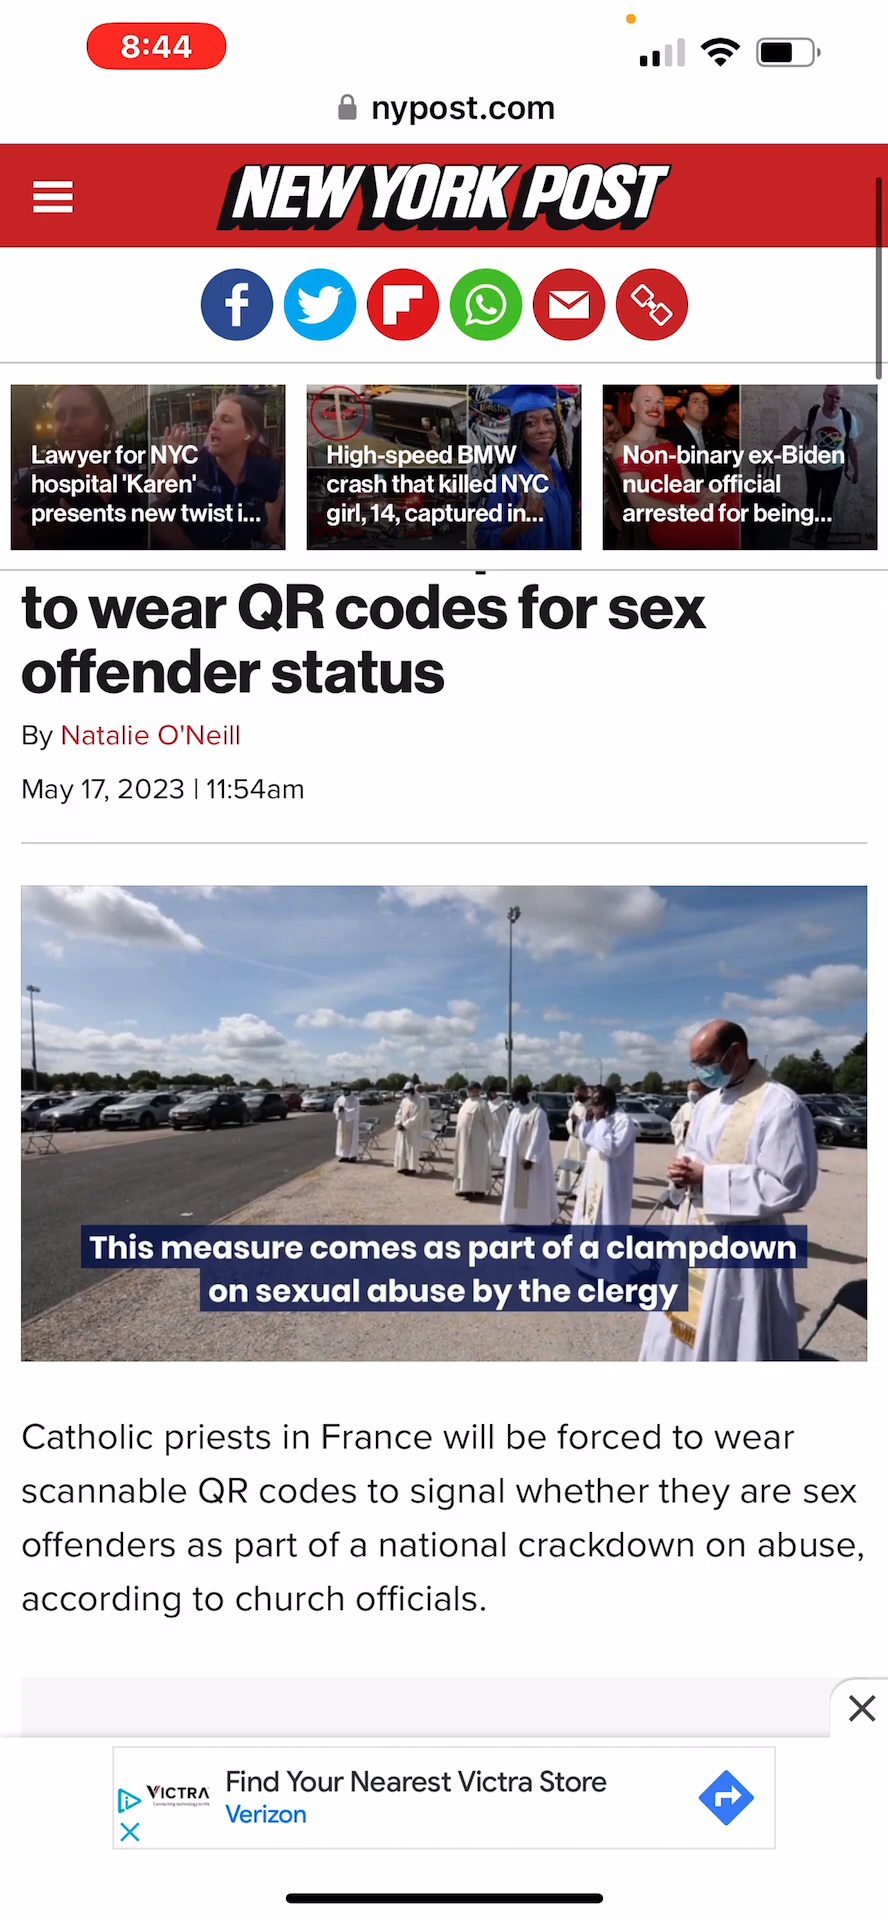 8:44
nypost.com
NEW YORK POST
Lawyer for NYC
hospital 'Karen'
presents new twist i...
High-speed BMW
crash that killed NYC
girl, 14, captured in...
Non-binary ex-Biden
nuclear official
arrested for being...
to wear QR codes for sex
offender status
By Natalie O'Neill
May 17, 2023 | 11:54am
This measure comes as part of a clampdown
on sexual abuse by the clergy
Catholic priests in France will be forced to wear
scannable QR codes to signal whether they are sex
offenders as part of a national crackdown on abuse,
according to church officials.
VICTRA
Find Your Nearest Victra Store
Verizon